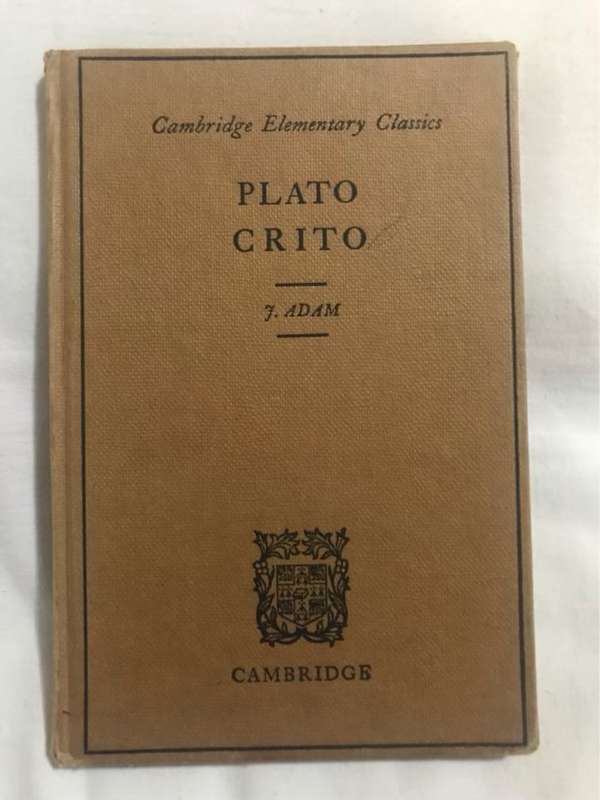 Cambridge Elementary Classics
PLATO
CRITO
J. ADAM
CAMBRIDGE